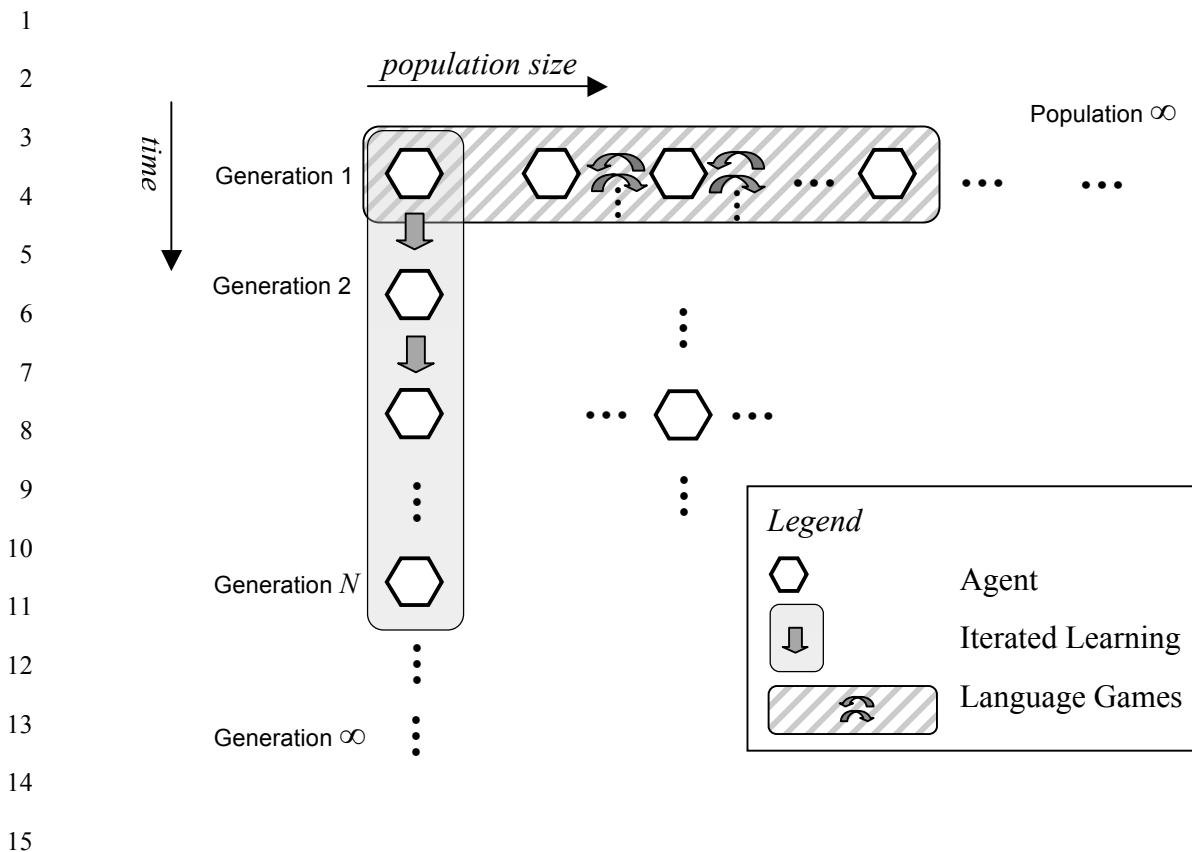 1
2
population size
3
Population ∞
time
Generation 1
4
5
Generation 2
6
7
8
9
Legend
10
Generation N
Agent
11
Iterated Learning
12
Language Games
13
Generation ∞
14
15